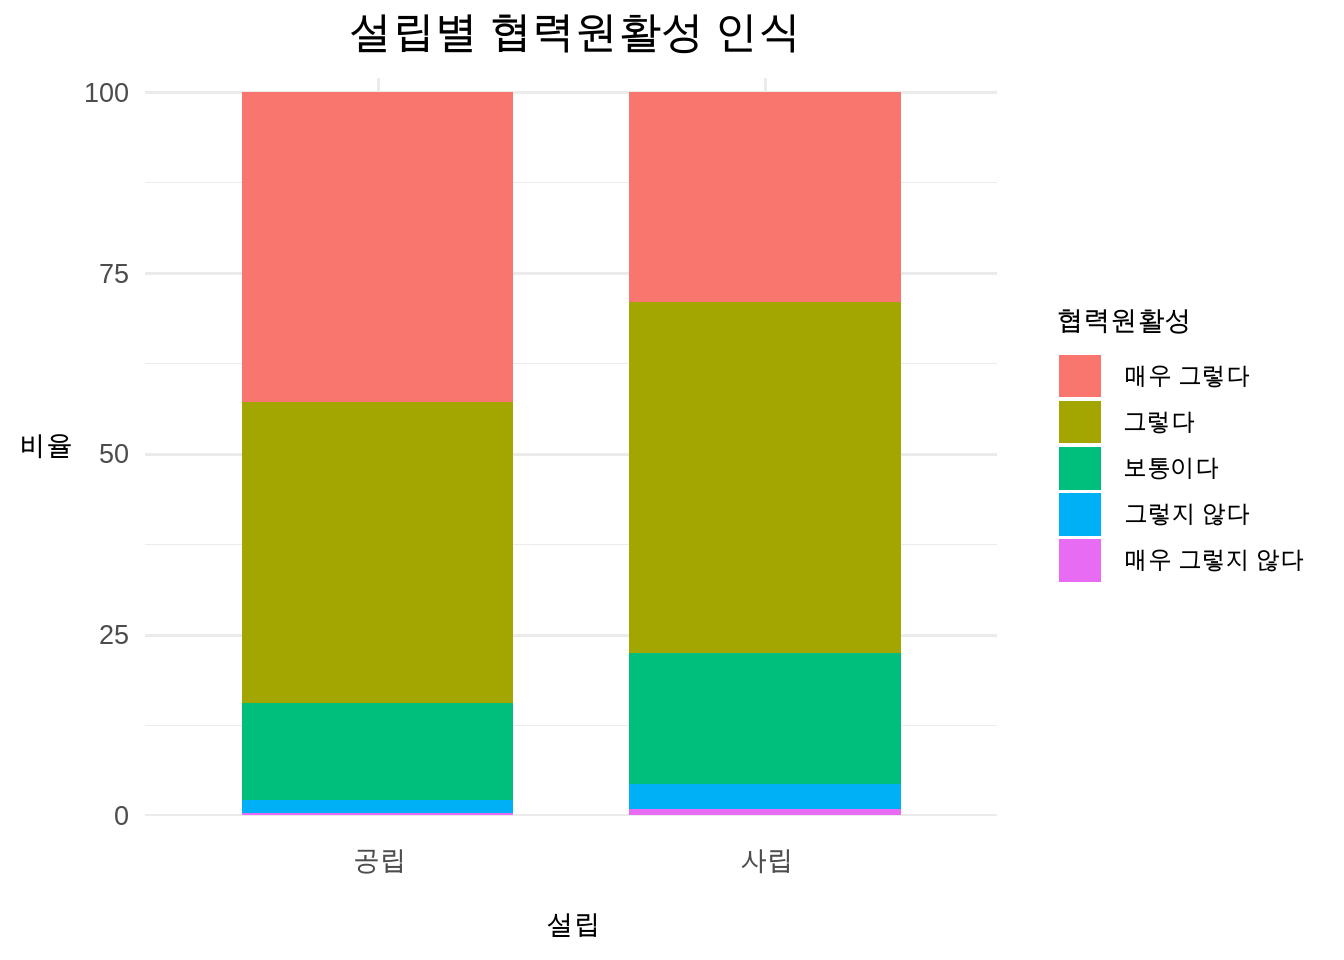 설립별 협력원활성 인식
100
75
50
25
0
비율
공립
사립
설립
협력원활성
매우 그렇다
그렇다
보통이다
그렇지 않다
매우 그렇지 않다